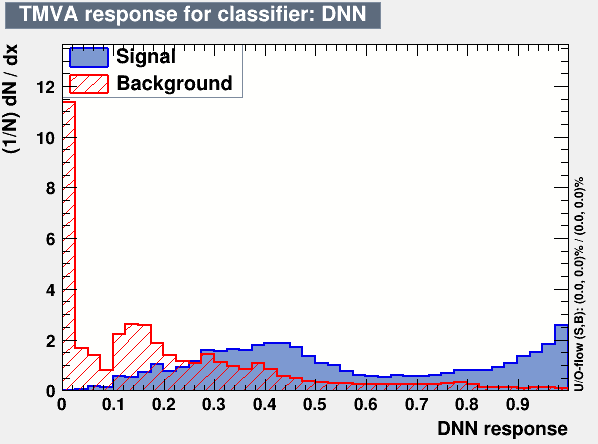 TMVA response for classifier: DNN
Signal
Background
(1/N) dN / dx
12
10
8
6
4
2
0
0 0.1 0.2 0.3 0.4 0.5 0.6 0.7 0.8 0.9
DNN response
U/O-flow (S,B): (0.0, 0.0)% / (0.0, 0.0)%